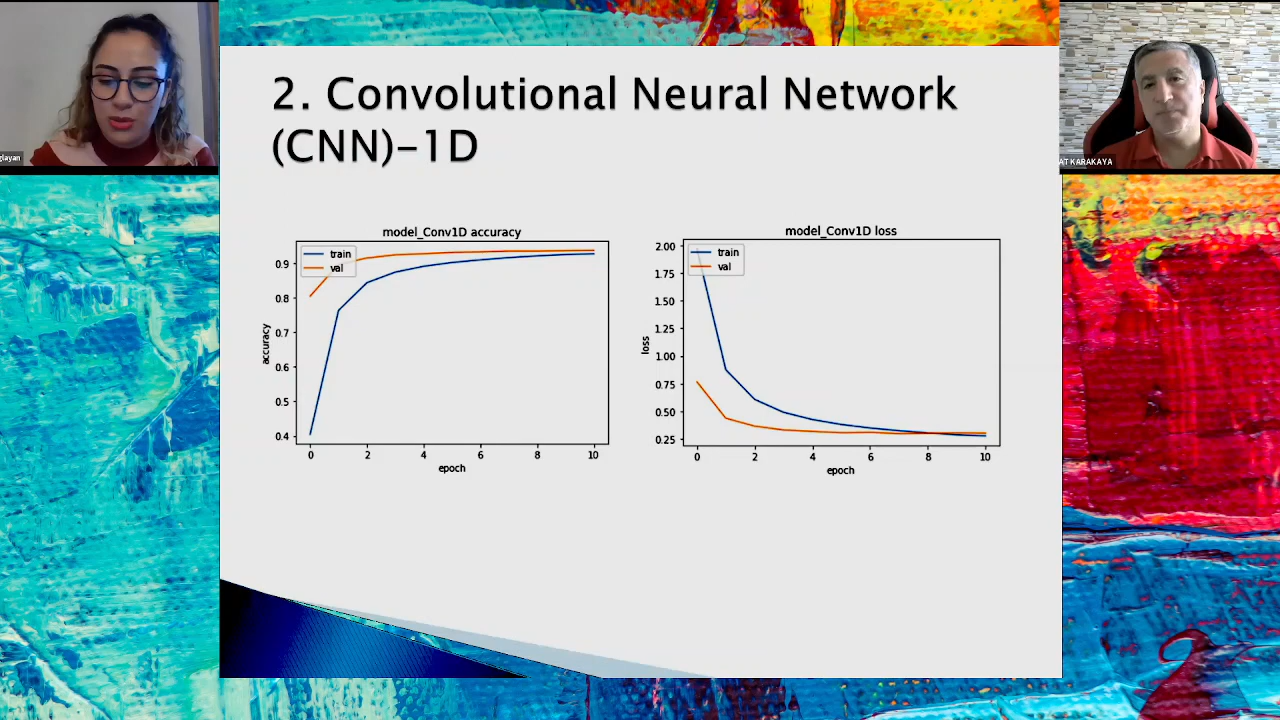 2. Convolutional Neural Network
(CNN)-1D
glayan
AT KARAKAYA
model_Conv1D accuracy
train
val
0.9
0.8
0.7
0.6
0.5
0.4
accuracy
0 2 4 6 8 10
epoch
model_Conv1D loss
train
val
2.00
1.75
1.50
1.25
1.00
0.75
0.50
0.25
loss
0 2 4 6 8 10
epoch